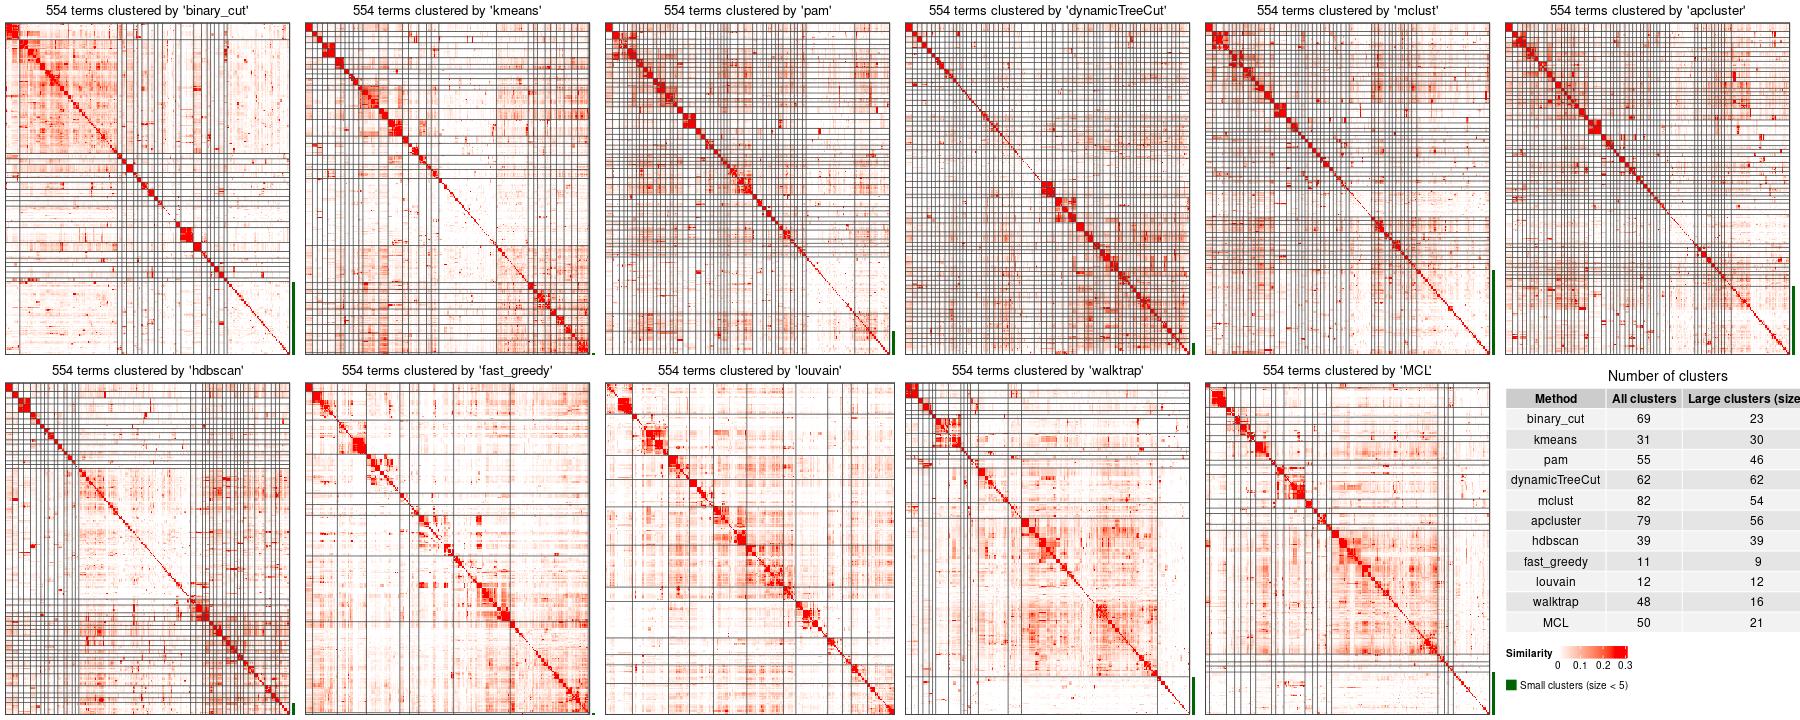 554 terms clustered by 'binary_cut'
554 terms clustered by 'kmeans'
554 terms clustered by 'pam'
554 terms clustered by 'dynamicTreeCut'
554 terms clustered by 'mclust'
554 terms clustered by 'apcluster'
554 terms clustered by 'hdbscan'
554 terms clustered by 'fast_greedy'
554 terms clustered by 'louvain'
554 terms clustered by 'walktrap'
554 terms clustered by 'MCL'
Number of clusters
Method All clusters Large clusters (size
binary_cut 69 23
kmeans 31 30
pam 55 46
dynamicTreeCut 62 62
mclust 82 54
apcluster 79 56
hdbscan 39 39
fast_greedy 11 9
louvain 12 12
walktrap 48 16
MCL 50 21
Similarity
0 0.1 0.2 0.3
Small clusters (size < 5)